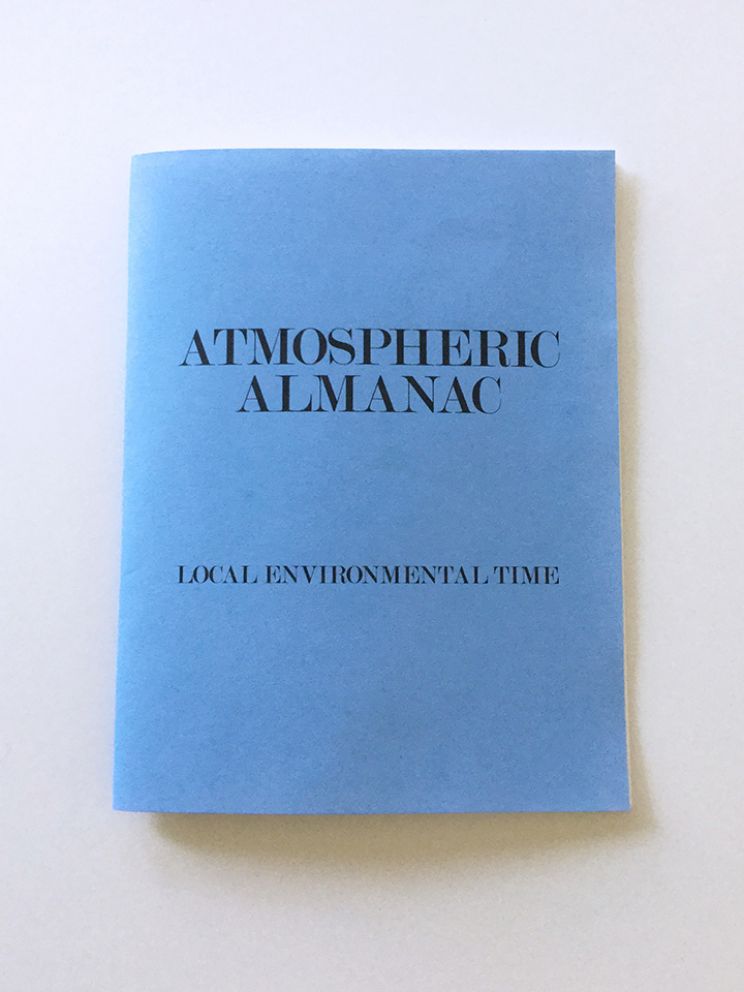 ATMOSPHERIC
ALMANAC
LOCAL ENVIRONMENTAL TIME